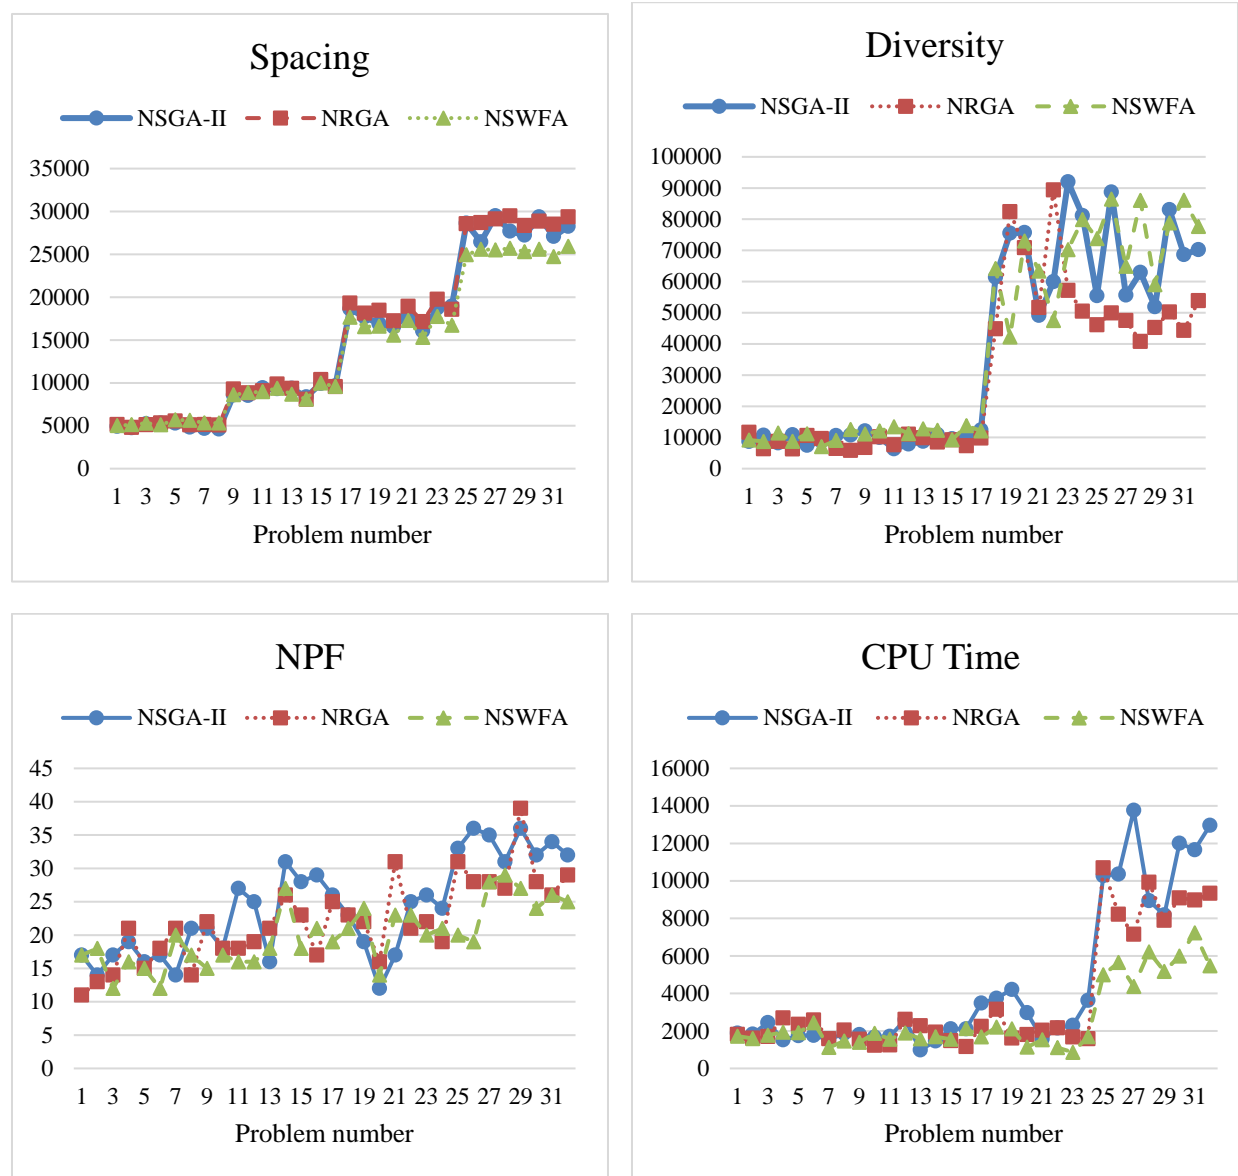 Spacing
NSGA-II NRGA NSWFA
35000
30000
25000
20000
15000
10000
5000
0
1 3 5 7 9 11 13 15 17 19 21 23 25 27 29 31
Problem number
Diversity
NSGA-II NRGA NSWFA
100000
90000
80000
70000
60000
50000
40000
30000
20000
10000
0
1 3 5 7 9 11 13 15 17 19 21 23 25 27 29 31
Problem number
NPF
NSGA-II NRGA NSWFA
45
40
35
30
25
20
15
10
5
0
1 3 5 7 9 11 13 15 17 19 21 23 25 27 29 31
Problem number
CPU Time
NSGA-II NRGA NSWFA
16000
14000
12000
10000
8000
6000
4000
2000
0
1 3 5 7 9 11 13 15 17 19 21 23 25 27 29 31
Problem number